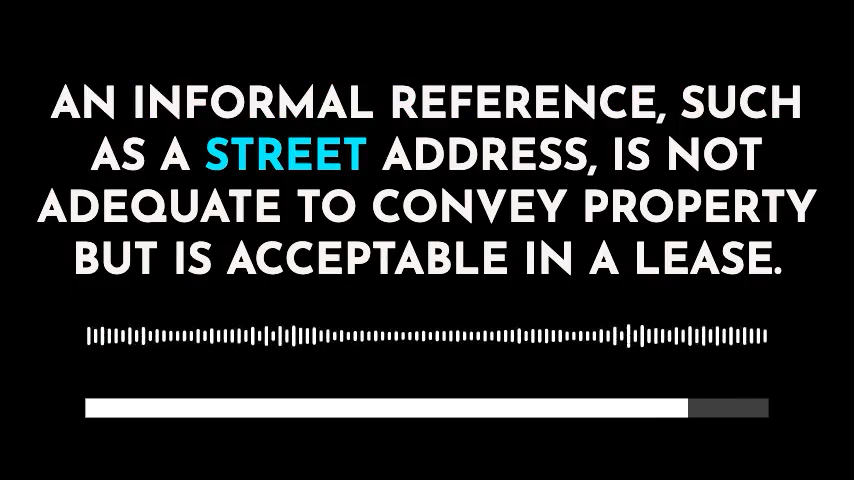 AN INFORMAL REFERENCE, SUCH
AS A STREET ADDRESS, IS NOT
ADEQUATE TO CONVEY PROPERTY
BUT IS ACCEPTABLE IN A LEASE.